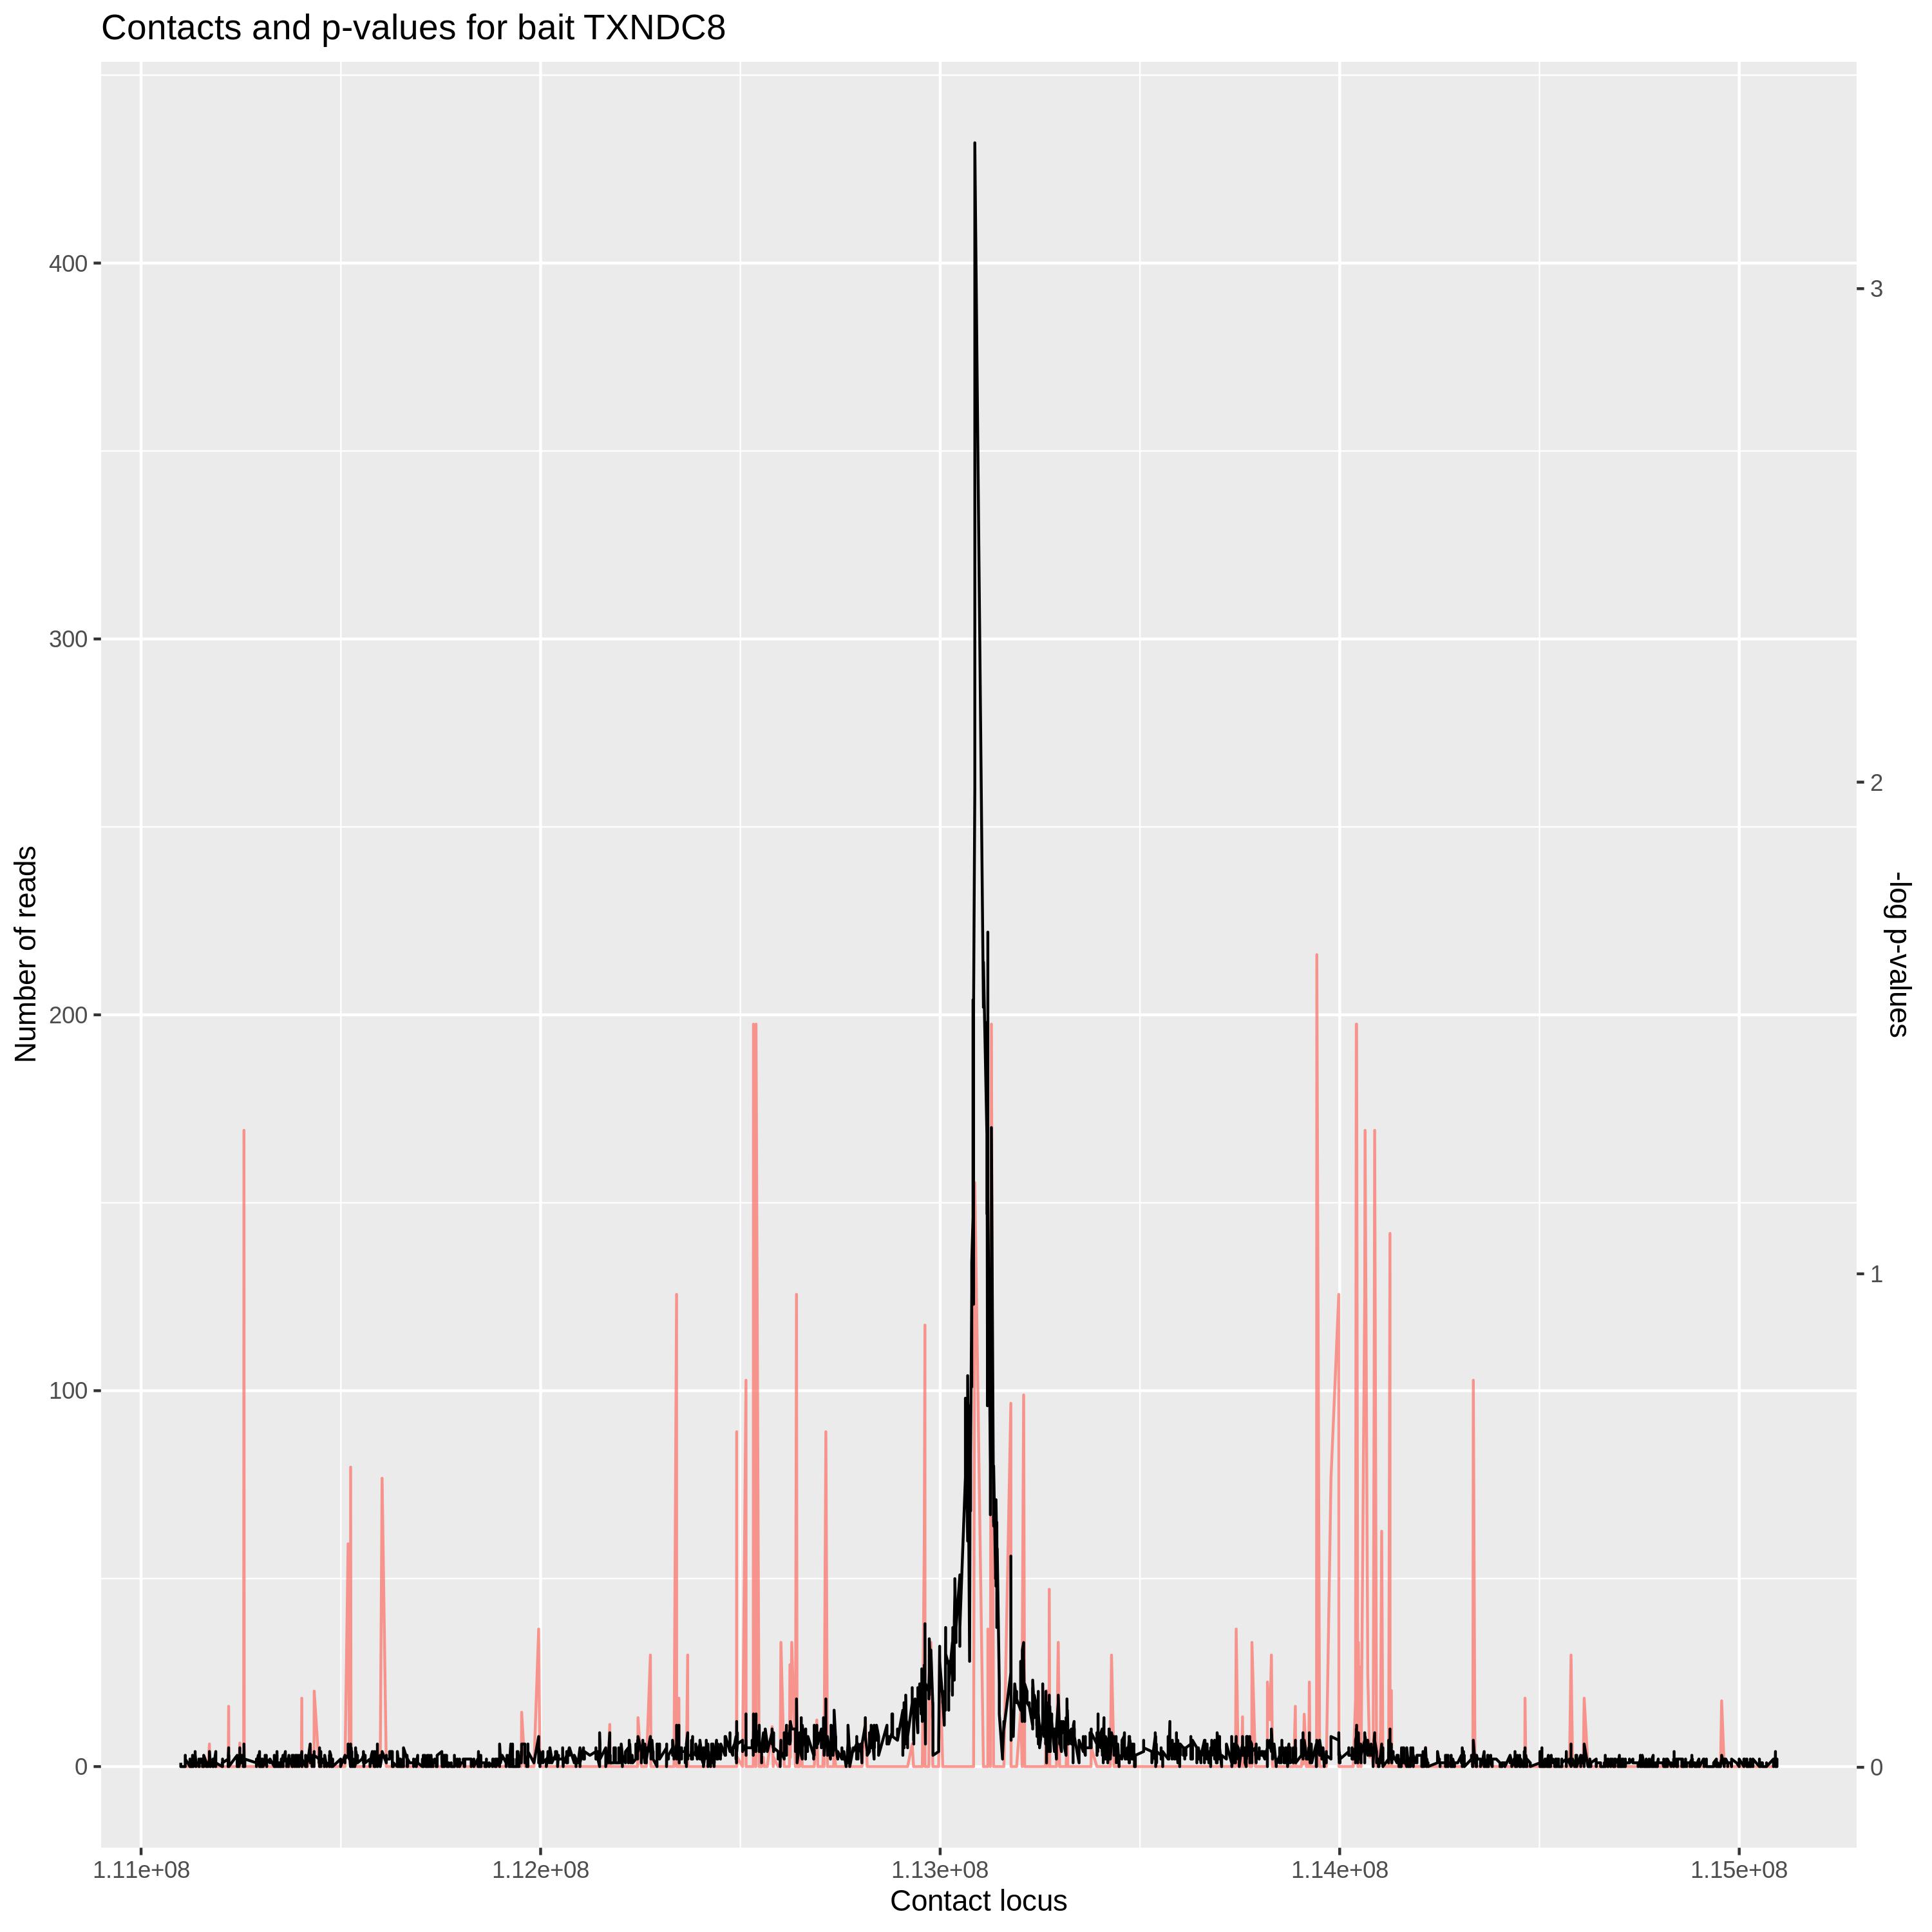 Contacts and p-values for bait TXNDC8
Number of reads
400
300
200
100
0
3
2
1
0
-log p-values
1.11e+08
1.12e+08
1.13e+08
1.14e+08
1.15e+08
Contact locus